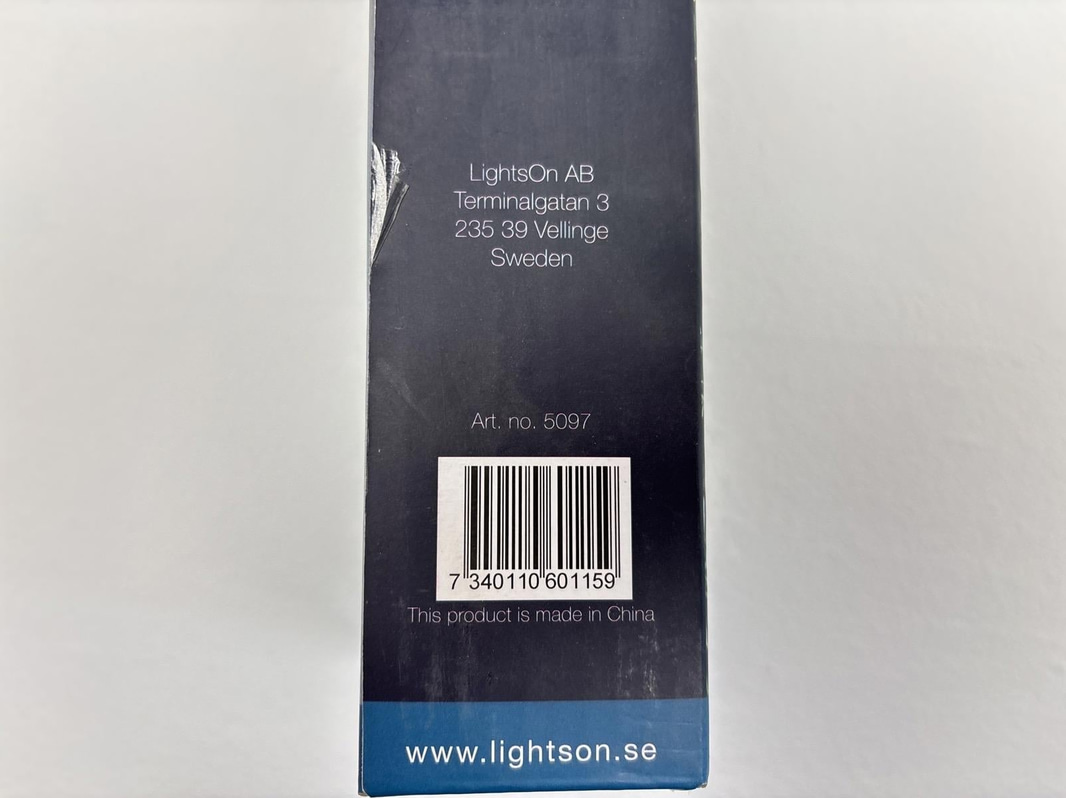 LightsOn AB
Terminalgatan 3
235 39 Vellinge
Sweden
Art. no. 5097
7 340110 601159
This product is made in China
www.lightson.se